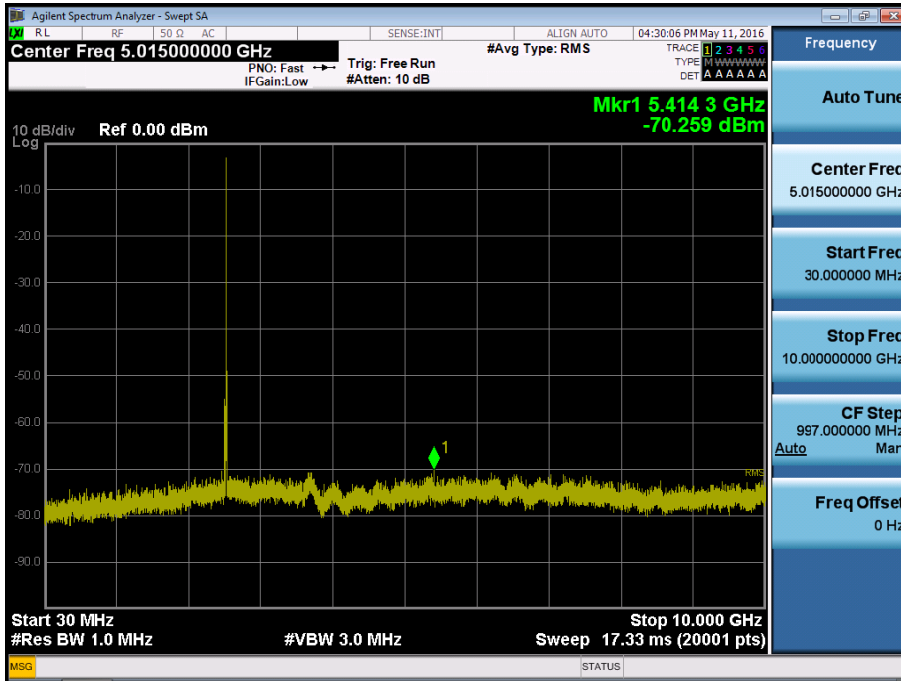 Agilent Spectrum Analyzer - Swept SA
LXI RL RF 50 Ω AC SENSE:INT ALIGN AUTO 04:30:06 PM May 11, 2016
Center Freq 5.015000000 GHz #Avg Type: RMS TRACE 1 2 3 4 5 6
PNO: Fast Trig: Free Run TYPE M WWWWW
IFGain:Low #Atten: 10 dB DET A A A A A A
Mkr1 5.414 3 GHz
-70.259 dBm
10 dB/div Ref 0.00 dBm
Log
-10.0
-20.0
-30.0
-40.0
-50.0
-60.0
-70.0
-80.0
-90.0
1
RMS
Start 30 MHz Stop 10.000 GHz
#Res BW 1.0 MHz #VBW 3.0 MHz Sweep 17.33 ms (20001 pts)
MSG STATUS
Frequency
Auto Tune
Center Freq
5.015000000 GHz
Start Freq
30.000000 MHz
Stop Freq
10.000000000 GHz
CF Step
997.000000 MHz
Auto Man
Freq Offset
0 Hz